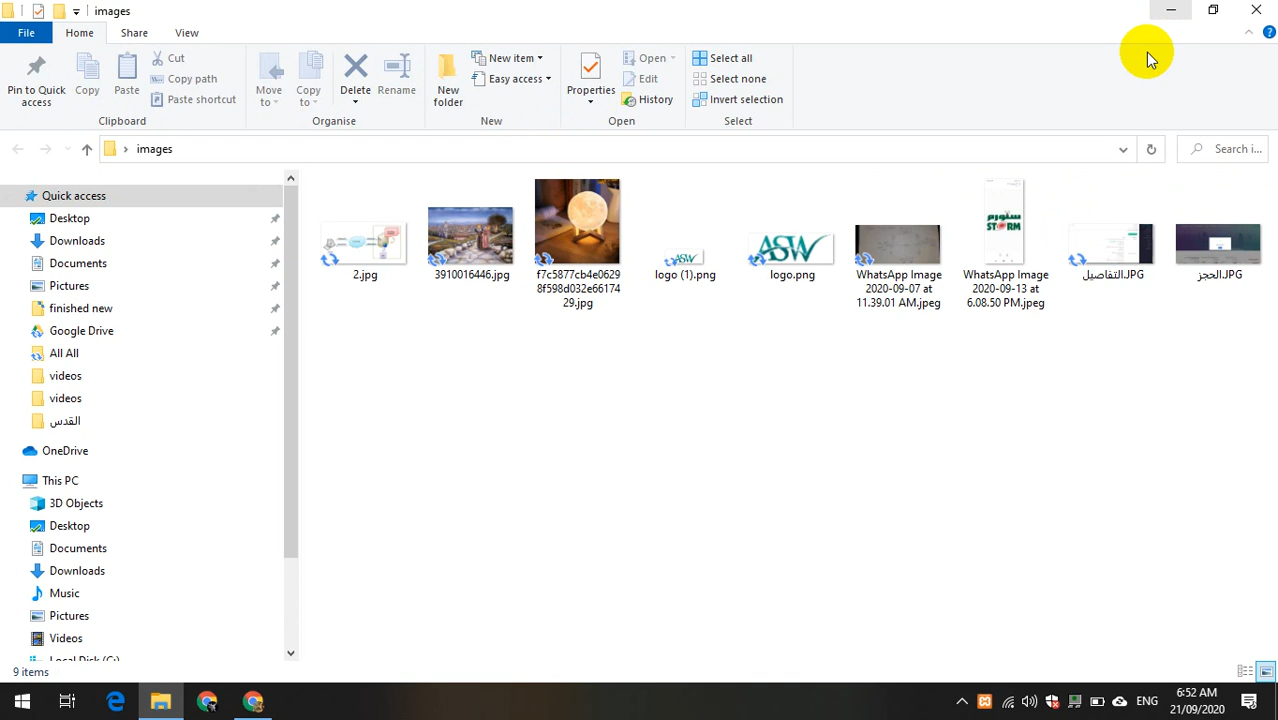 images
File Home Share View
Pin to Quick access
Copy
Paste
Cut
Copy path
Paste shortcut
Clipboard
Move to
Copy to
Delete
Rename
Organise
New folder
New item
Easy access
New
Properties
Open
Edit
History
Open
Select all
Select none
Invert selection
Select
images
Search i...
Quick access
Desktop
Downloads
Documents
Pictures
finished new
Google Drive
All All
videos
videos
القدس
OneDrive
This PC
3D Objects
Desktop
Documents
Downloads
Music
Pictures
Videos
Local Disk (C:)
2.jpg
3910016446.jpg
f7c5877cb4e0629
8f598d032e66174
29.jpg
ASW
logo (1).png
ASW
logo.png
WhatsApp Image
2020-09-07 at
11.39.01 AM.jpeg
ستورم
STORM
WhatsApp Image
2020-09-13 at
6.08.50 PM.jpeg
التفاصيل.JPG
الحجز.JPG
9 items
ENG
6:52 AM
21/09/2020